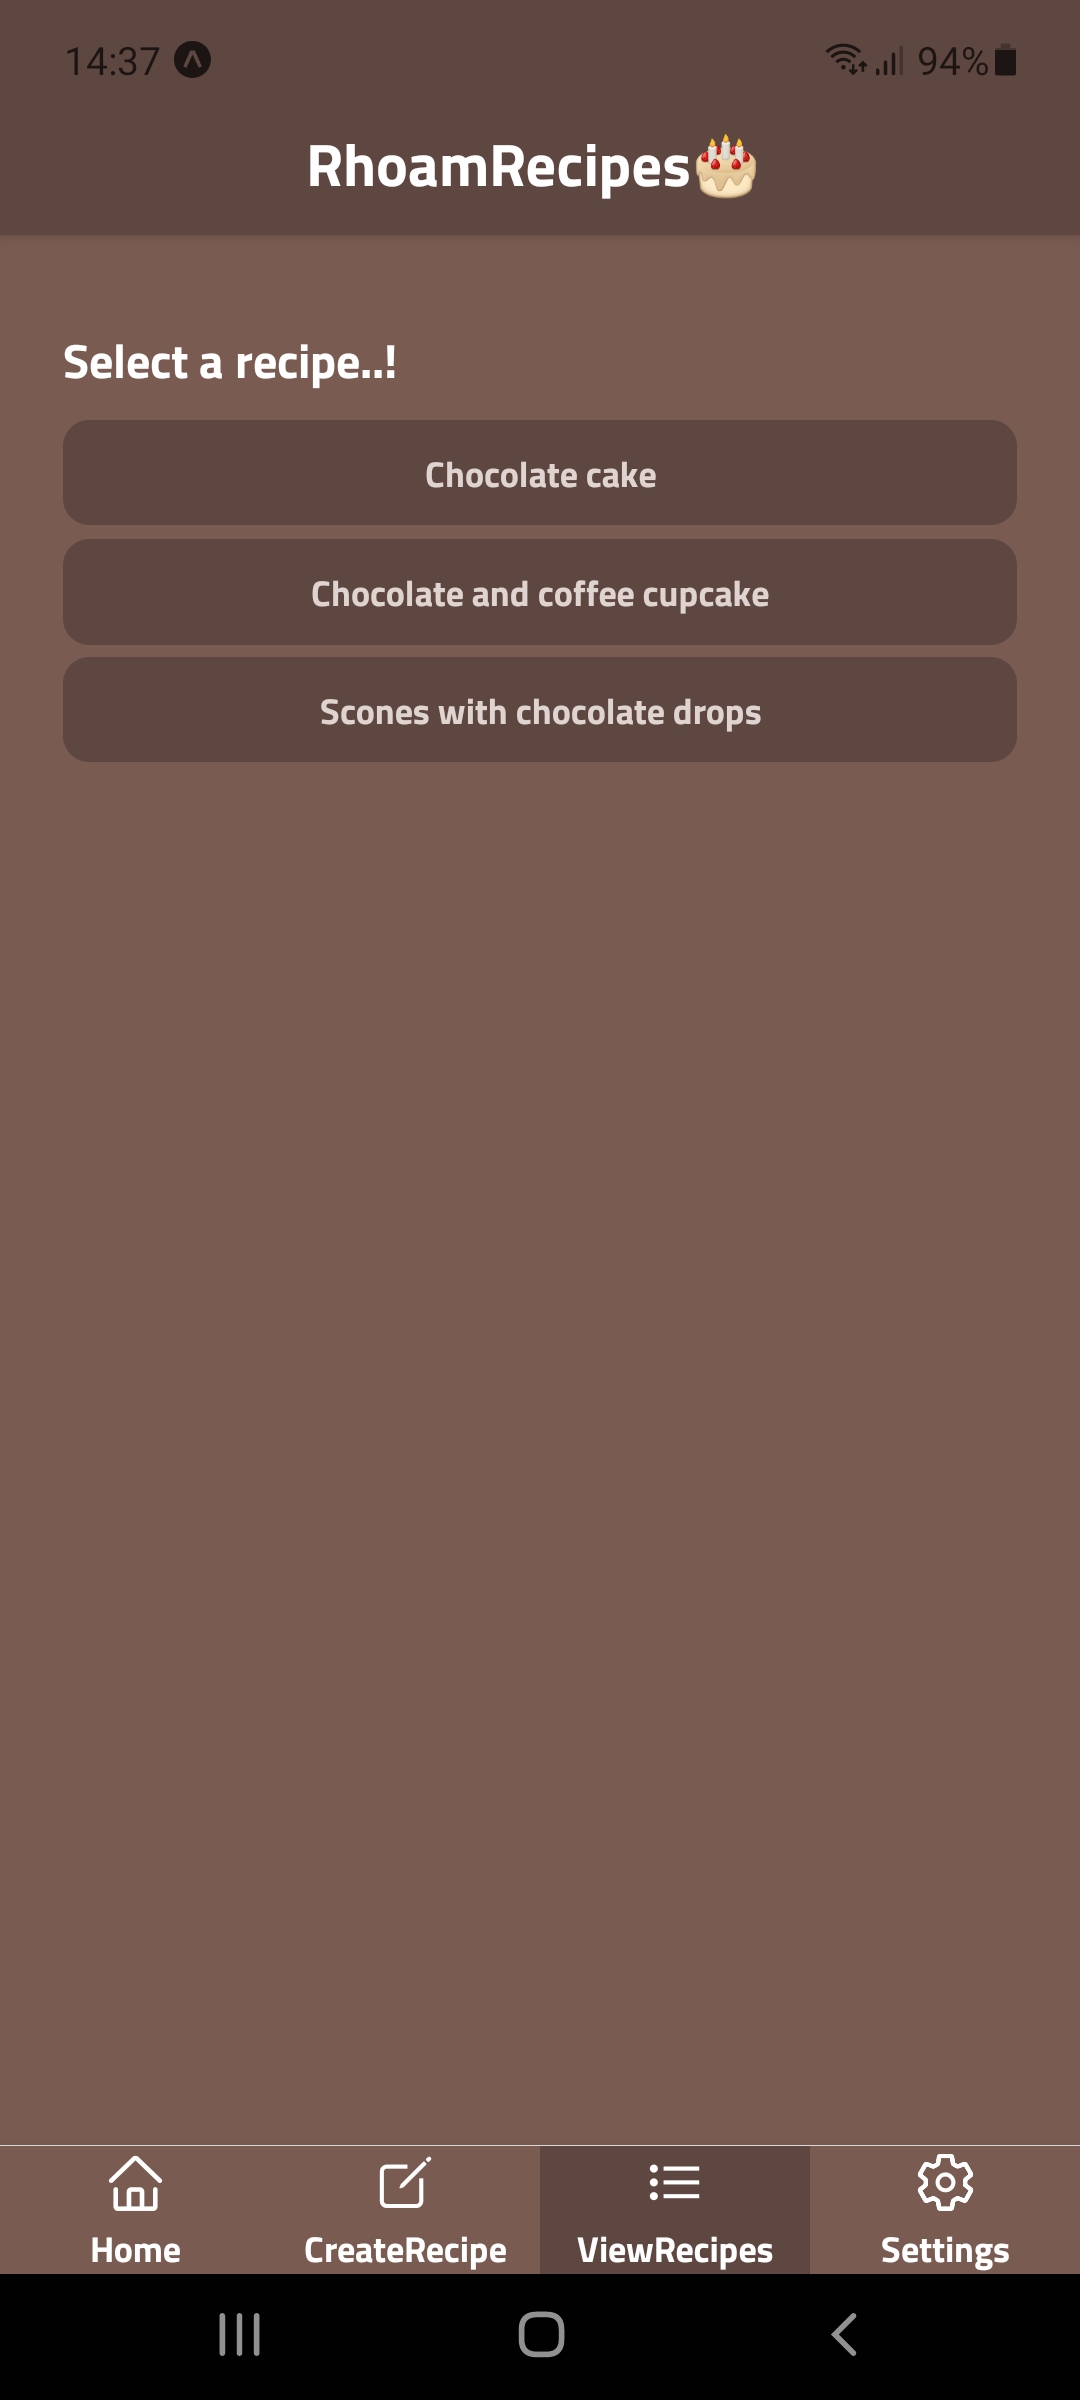 14:37
94%
RhoamRecipes🎂
Select a recipe..!
Chocolate cake
Chocolate and coffee cupcake
Scones with chocolate drops
Home
CreateRecipe
ViewRecipes
Settings